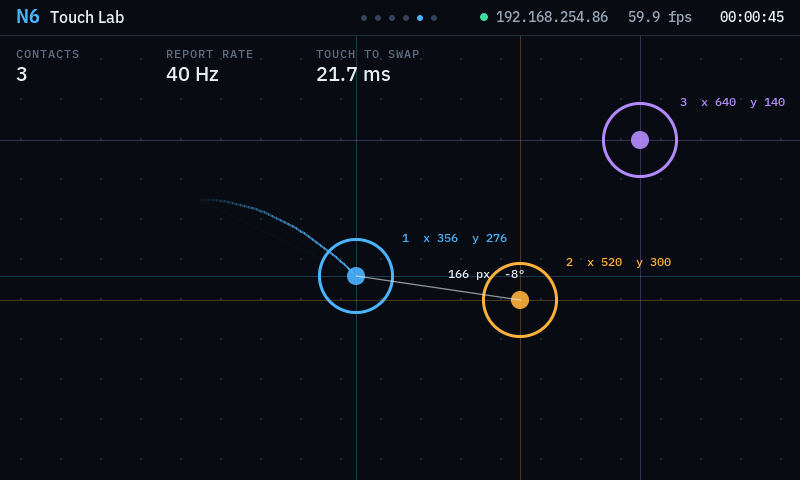 N6 Touch Lab 192.168.254.86 59.9 fps 00:00:45
CONTACTS REPORT RATE TOUCH TO SWAP
3 40 Hz 21.7 ms
3 x 640 y 140
1 x 356 y 276
2 x 520 y 300
166 px -8°